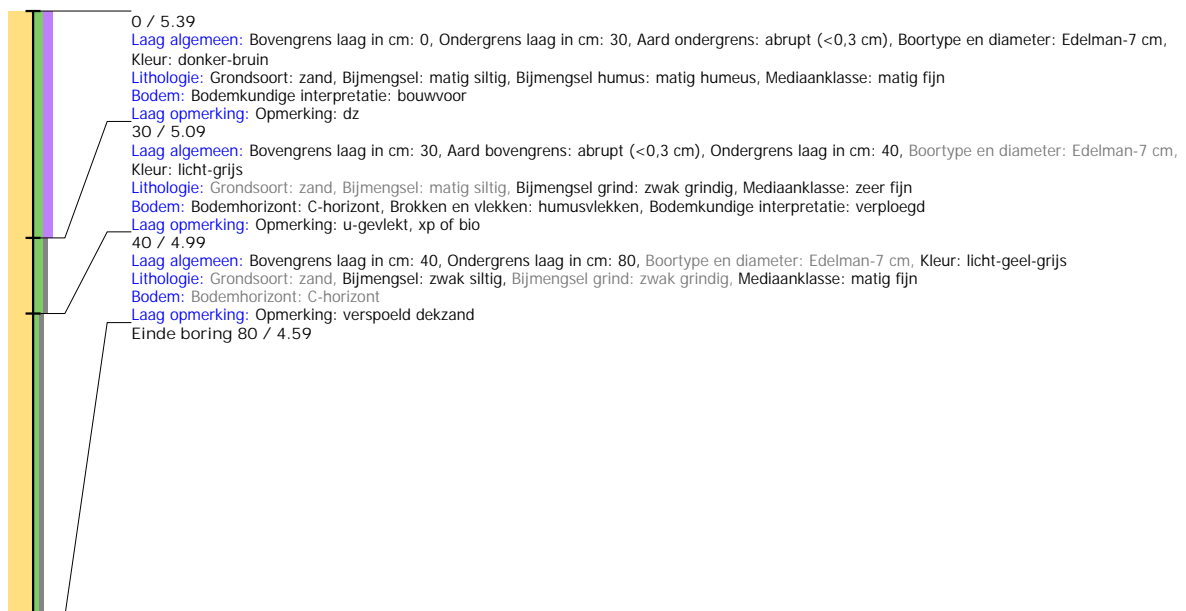 0 / 5.39
Laag algemeen: Bovengrens laag in cm: 0, Ondergrens laag in cm: 30, Aard ondergrens: abrupt (<0,3 cm), Boortype en diameter: Edelman-7 cm,
Kleur: donker-bruin
Lithologie: Grondsoort: zand, Bijmengsel: matig siltig, Bijmengsel humus: matig humeus, Mediaanklasse: matig fijn
Bodem: Bodemkundige interpretatie: bouwvoor
Laag opmerking: Opmerking: dz
30 / 5.09
Laag algemeen: Bovengrens laag in cm: 30, Aard bovengrens: abrupt (<0,3 cm), Ondergrens laag in cm: 40, Boortype en diameter: Edelman-7 cm,
Kleur: licht-grijs
Lithologie: Grondsoort: zand, Bijmengsel: matig siltig, Bijmengsel grind: zwak grindig, Mediaanklasse: zeer fijn
Bodem: Bodemhorizont: C-horizont, Brokken en vlekken: humusvlekken, Bodemkundige interpretatie: verploegd
Laag opmerking: Opmerking: u-gevlekt, xp of bio
40 / 4.99
Laag algemeen: Bovengrens laag in cm: 40, Ondergrens laag in cm: 80, Boortype en diameter: Edelman-7 cm, Kleur: licht-geel-grijs
Lithologie: Grondsoort: zand, Bijmengsel: zwak siltig, Bijmengsel grind: zwak grindig, Mediaanklasse: matig fijn
Bodem: Bodemhorizont: C-horizont
Laag opmerking: Opmerking: verspoeld dekzand
Einde boring 80 / 4.59